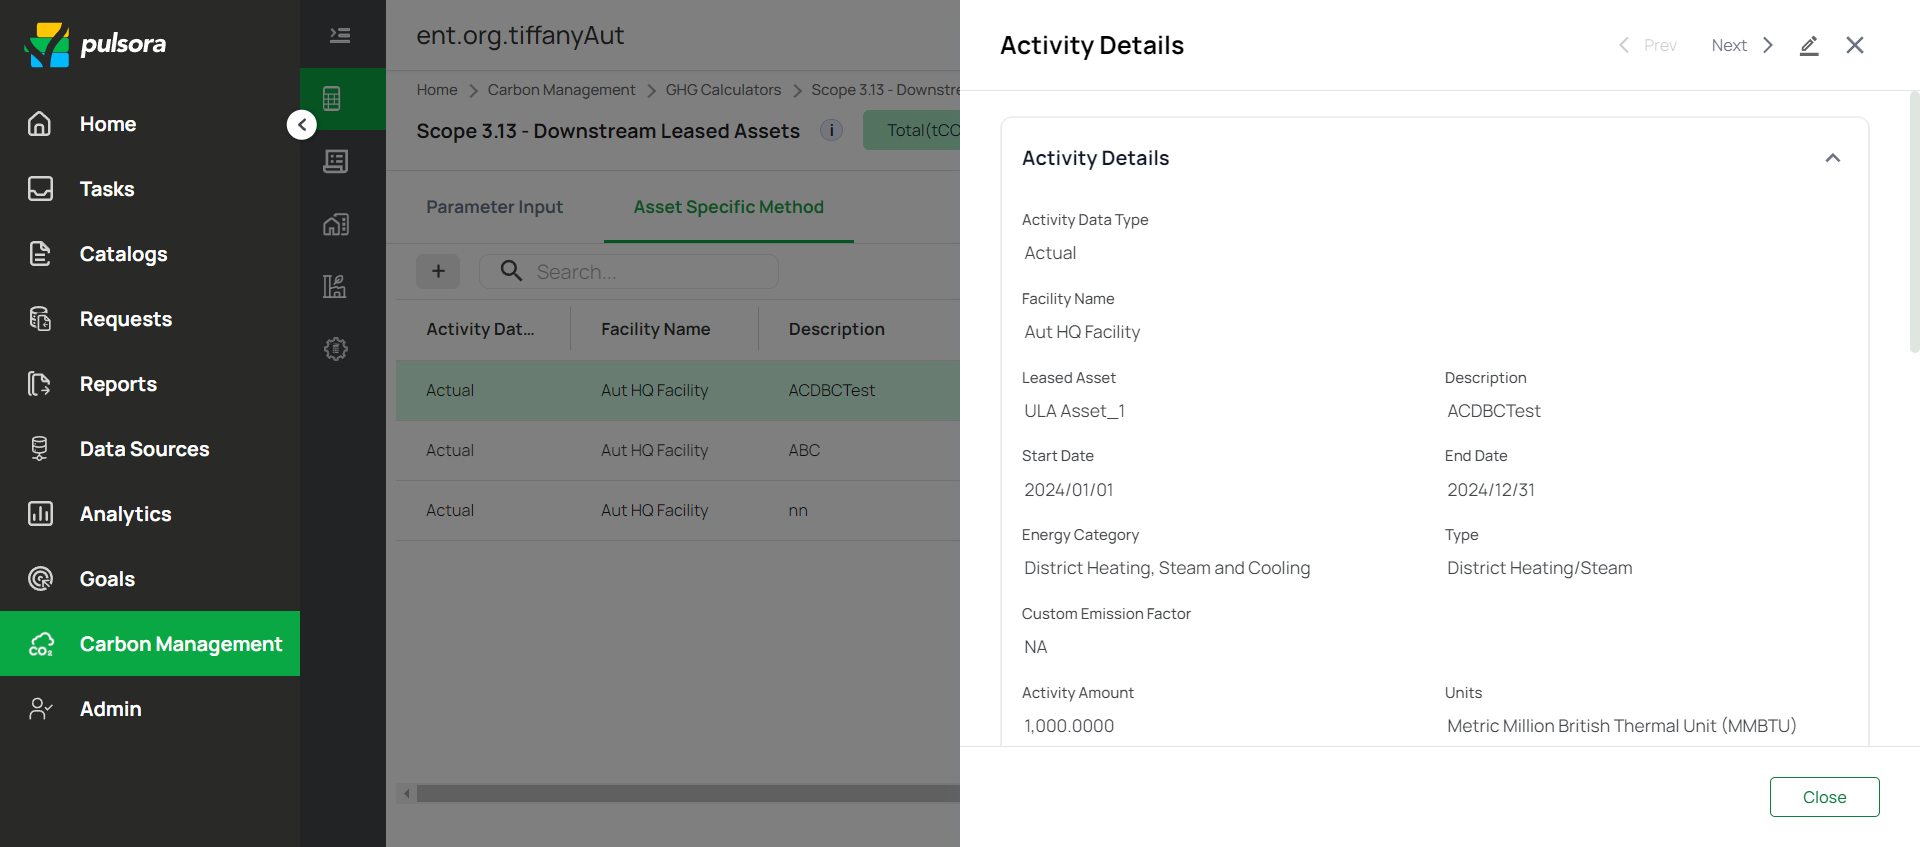 pulsora
Home
Tasks
Catalogs
Requests
Reports
Data Sources
Analytics
Goals
CO₂
Carbon Management
Admin
ent.org.tiffanyAut
Home
Carbon Management
GHG Calculators
Scope 3.13 - Downstre
Scope 3.13 - Downstream Leased Assets
i
Total(tCO
Parameter Input
Asset Specific Method
+
Search...
Activity Dat...
Facility Name
Description
Actual
Aut HQ Facility
ACDBCTest
Actual
Aut HQ Facility
ABC
Actual
Aut HQ Facility
nn
Activity Details
Prev
Next
Activity Details
Activity Data Type
Actual
Facility Name
Aut HQ Facility
Leased Asset
ULA Asset_1
Description
ACDBCTest
Start Date
2024/01/01
End Date
2024/12/31
Energy Category
District Heating, Steam and Cooling
Type
District Heating/Steam
Custom Emission Factor
NA
Activity Amount
1,000.0000
Units
Metric Million British Thermal Unit (MMBTU)
Close